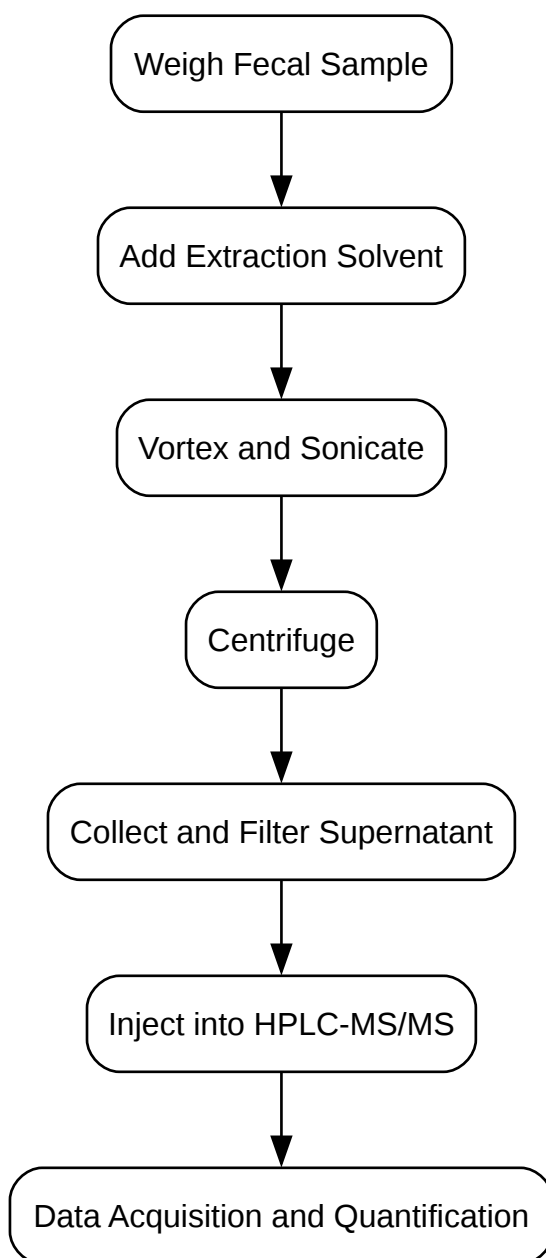 Weigh Fecal Sample
Add Extraction Solvent
Vortex and Sonicate
Centrifuge
Collect and Filter Supernatant
Inject into HPLC-MS/MS
Data Acquisition and Quantification